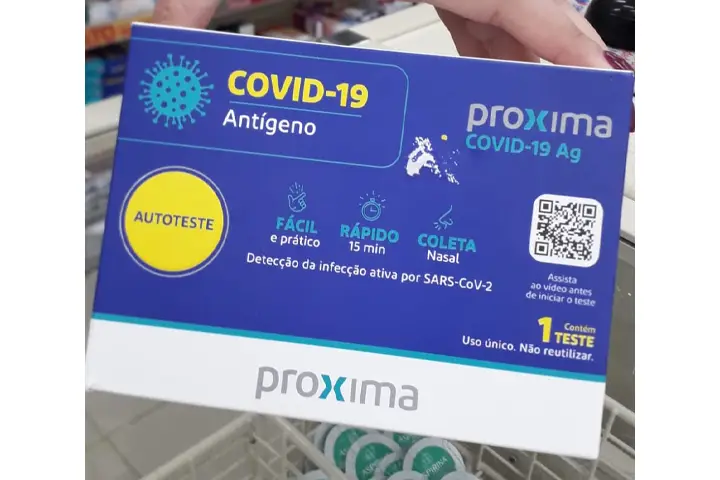 COVID-19
Antígeno
proxima
COVID-19 Ag
AUTOTESTE
FÁCIL
e prático
RÁPIDO
15 min
COLETA
Nasal
Detecção da infecção ativa por SARS-CoV-2
Assista
ao vídeo antes
de iniciar o teste
1 Contém
TESTE
Uso único. Não reutilizar.
proxima
ASPIRINA